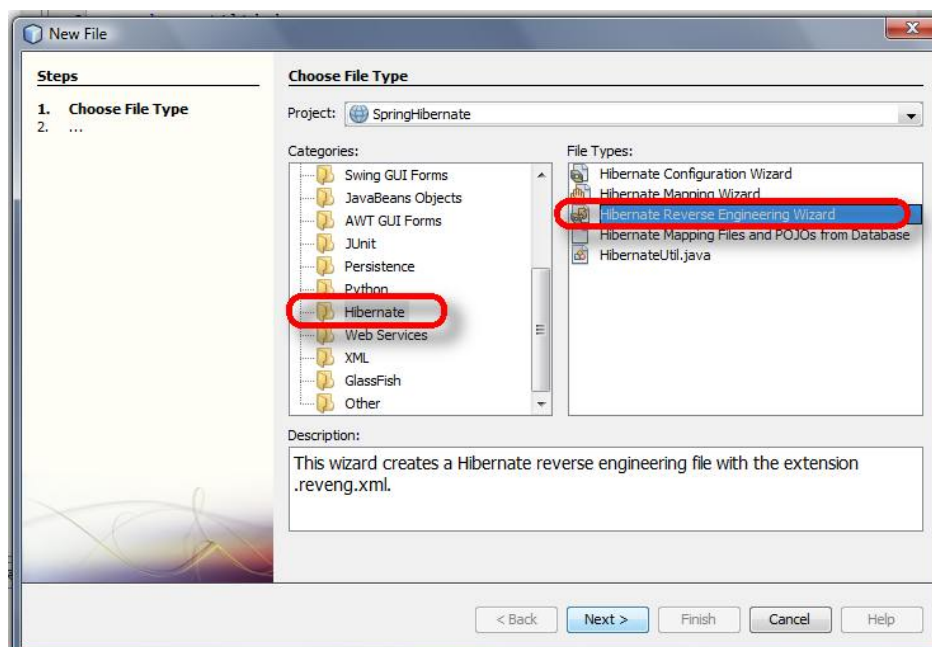 New File
Steps
1. Choose File Type
2. ...
Choose File Type
Project: SpringHibernate
Categories:
Swing GUI Forms
JavaBeans Objects
AWT GUI Forms
JUnit
Persistence
Python
Hibernate
Web Services
XML
GlassFish
Other
File Types:
Hibernate Configuration Wizard
Hibernate Mapping Wizard
Hibernate Reverse Engineering Wizard
Hibernate Mapping Files and POJOs from Database
HibernateUtil.java
Description:
This wizard creates a Hibernate reverse engineering file with the extension
.reveng.xml.
< Back Next > Finish Cancel Help